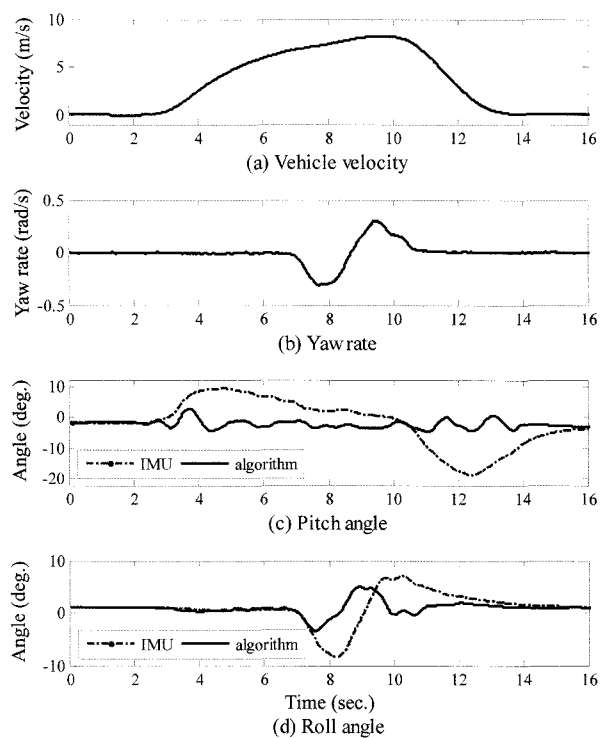 10
5
0
Velocity (m/s)
0 2 4 6 8 10 12 14 16
(a) Vehicle velocity
0.5
0
-0.5
Yaw rate (rad/s)
0 2 4 6 8 10 12 14 16
(b) Yaw rate
10
0
-10
-20
Angle (deg.)
IMU algorithm
0 2 4 6 8 10 12 14 16
(c) Pitch angle
10
0
-10
Angle (deg.)
IMU algorithm
0 2 4 6 8 10 12 14 16
Time (sec.)
(d) Roll angle